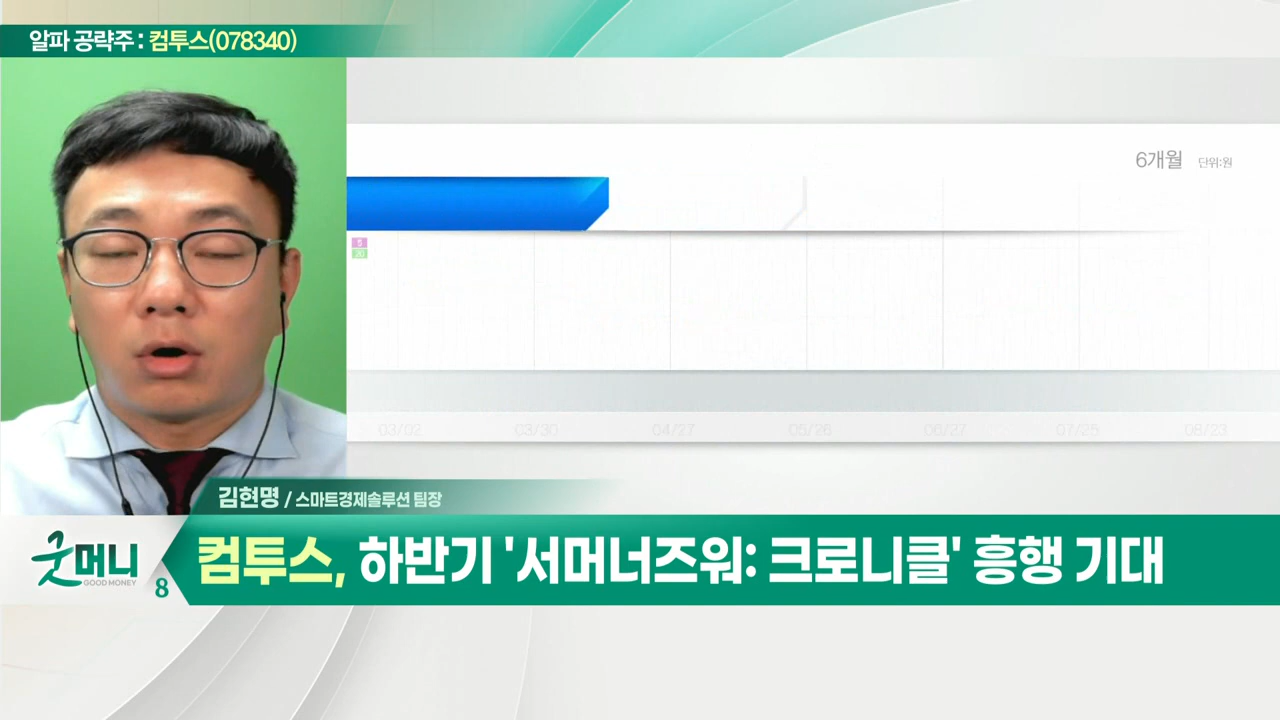 알파 공략주 : 컴투스(078340)
6개월 단위:원
5
20
03/02 03/30 04/27 05/26 06/27 07/25 08/23
김현명 / 스마트경제솔루션 팀장
굿머니
GOOD MONEY
8
컴투스, 하반기 '서머너즈워: 크로니클' 흥행 기대